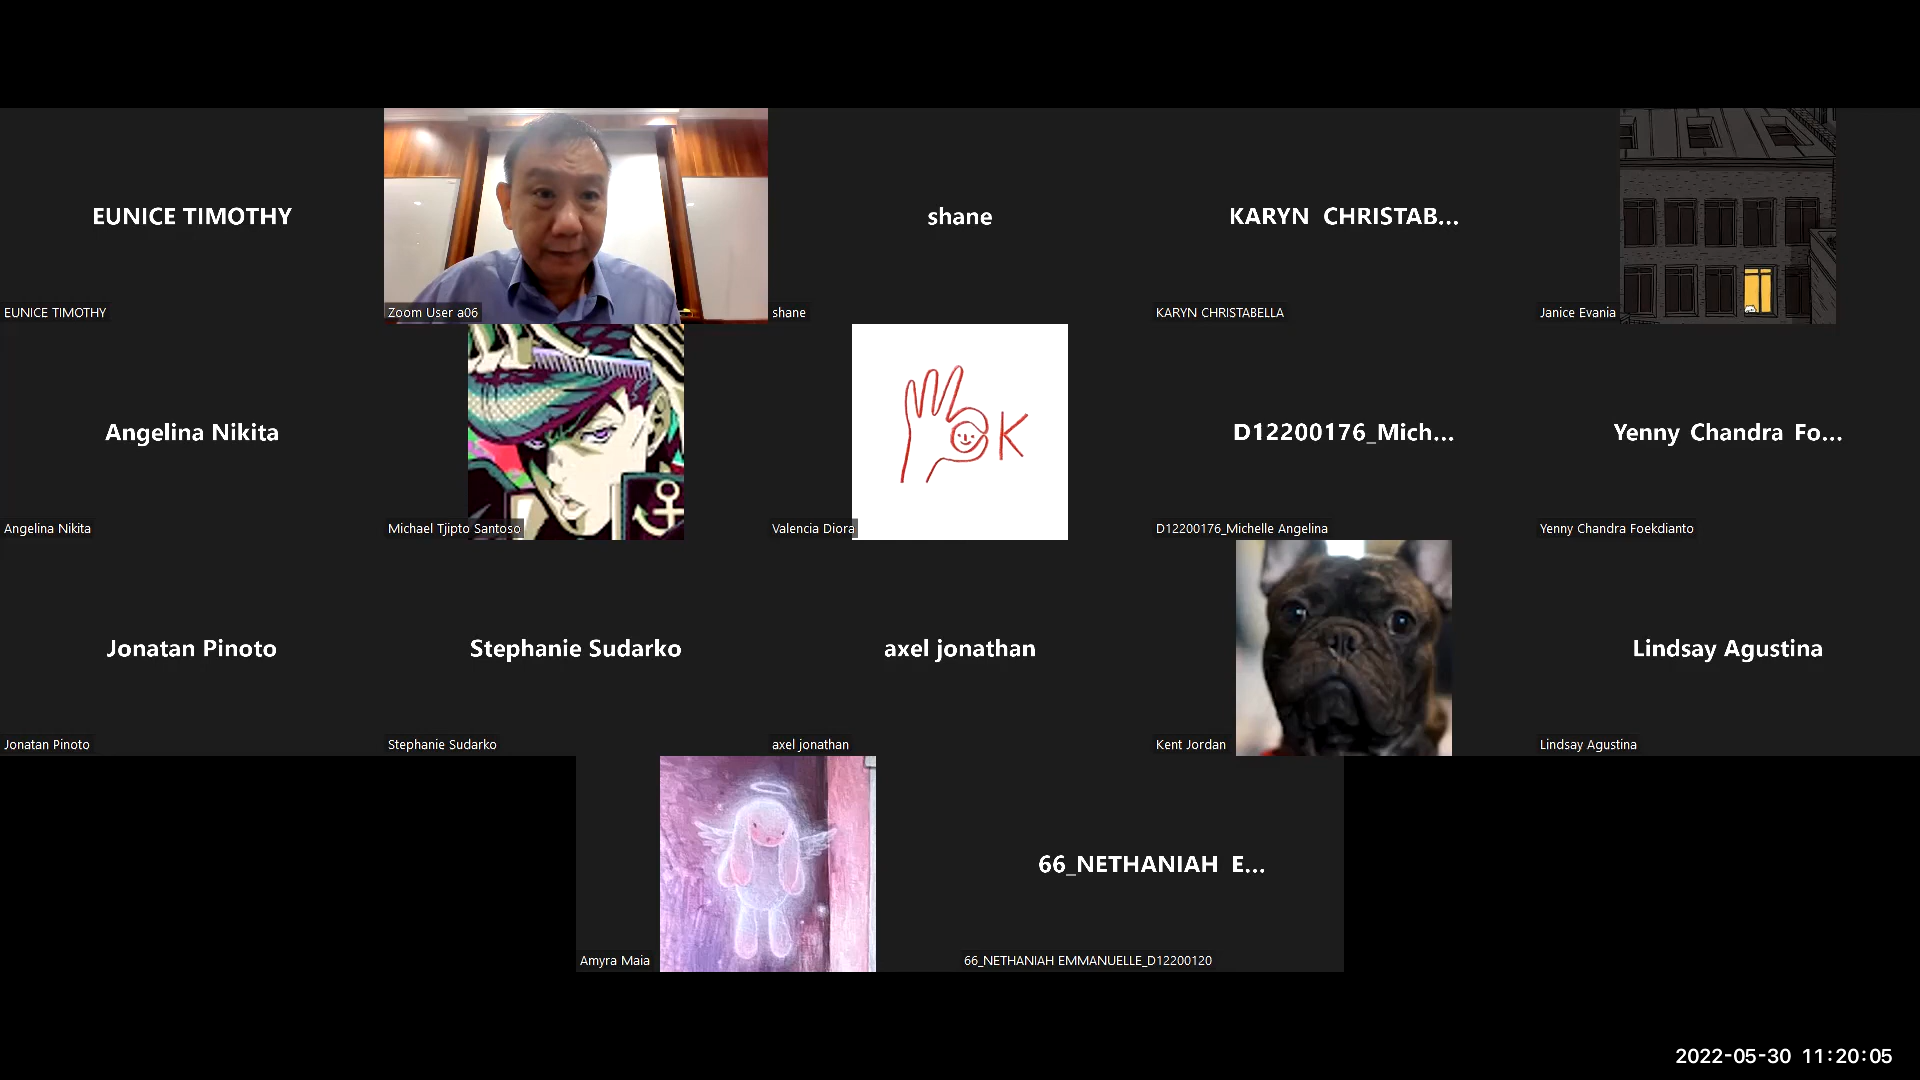 EUNICE TIMOTHY
shane
KARYN CHRISTAB...
EUNICE TIMOTHY
Zoom User a06
shane
KARYN CHRISTABELLA
Janice Evania
Angelina Nikita
OK
D12200176_Mich...
Yenny Chandra Fo...
Angelina Nikita
Michael Tjipto Santoso
Valencia Diora
D12200176_Michelle Angelina
Yenny Chandra Foekdianto
Jonatan Pinoto
Stephanie Sudarko
axel jonathan
Lindsay Agustina
Jonatan Pinoto
Stephanie Sudarko
axel jonathan
Kent Jordan
Lindsay Agustina
66_NETHANIAH E...
Amyra Maia
66_NETHANIAH EMMANUELLE_D12200120
2022-05-30 11:20:05